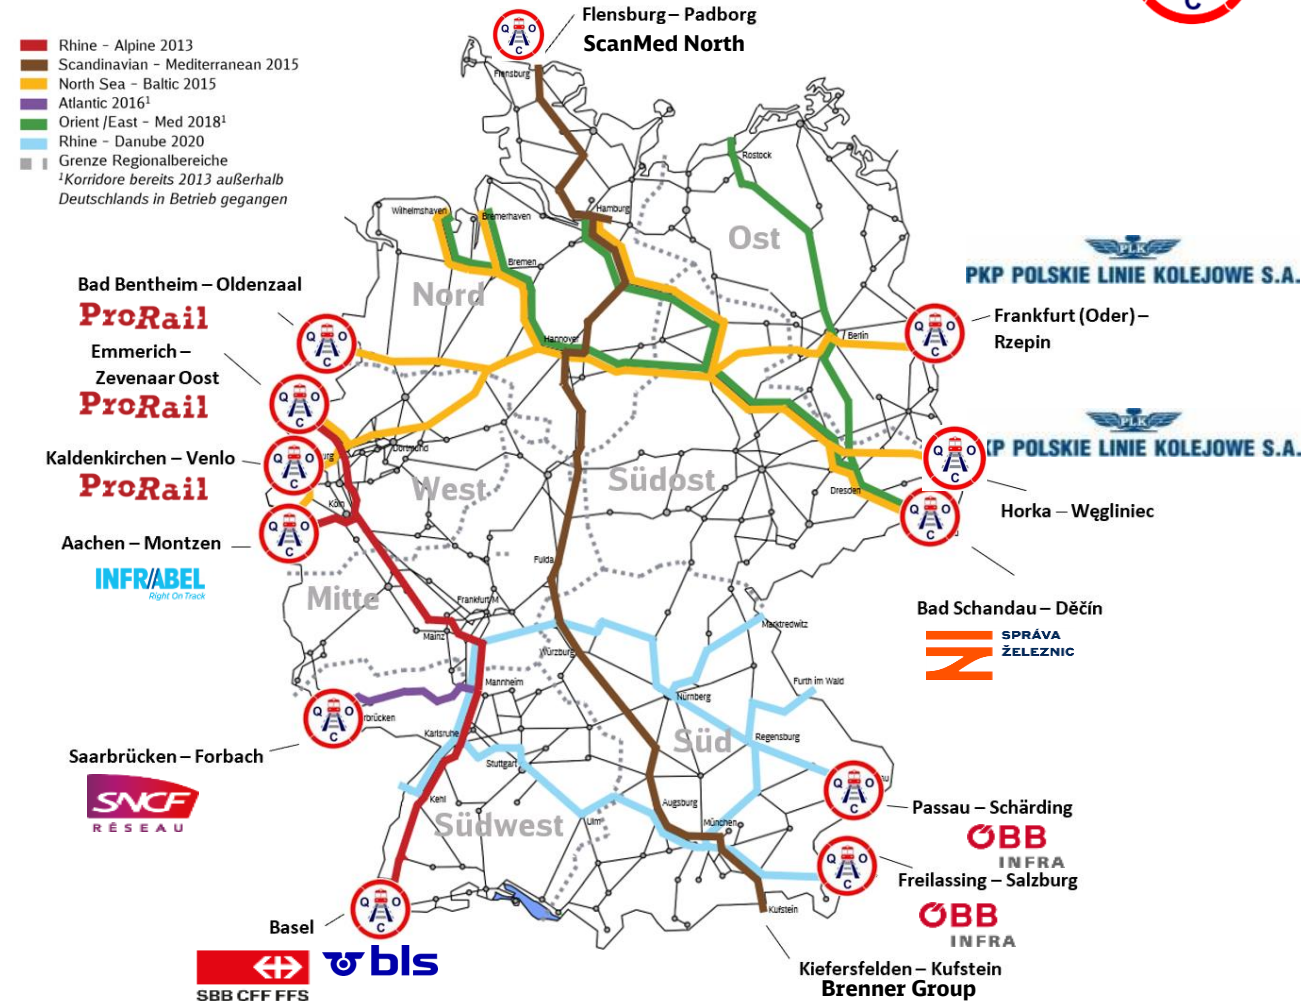 Flensburg – Padborg
ScanMed North
Q O
C
C
Rhine – Alpine 2013
Scandinavian – Mediterranean 2015
North Sea – Baltic 2015
Atlantic 2016¹
Orient /East – Med 2018¹
Rhine – Danube 2020
Grenze Regionalbereiche
¹Korridore bereits 2013 außerhalb
Deutschlands in Betrieb gegangen
Flensburg
Rostock
Wilhelmshaven
Bremerhaven
Hamburg
Ost
PLK
PKP POLSKIE LINIE KOLEJOWE S.A.
Bremen
Nord
Bad Bentheim – Oldenzaal
ProRail
Q O
C
Frankfurt (Oder) –
Rzepin
Q O
C
Berlin
Hannover
Emmerich –
Zevenaar Oost
ProRail
Q O
C
PLK
KP POLSKIE LINIE KOLEJOWE S.A.
Kaldenkirchen – Venlo
ProRail
Q O
C
urg
Dortmund
West
Südost
Q O
C
Dresden
Horka – Węgliniec
Köln
Q O
C
Q O
C
Aachen – Montzen
INFRABEL
Right On Track
Fulda
Mitte
Frankfurt M
Bad Schandau – Děčín
SPRÁVA
ŽELEZNIC
Mainz
Marktredwitz
Würzburg
Mannheim
Furth im Wald
Nürnberg
Q O
C
rbrücken
Karlsruhe
Süd
Regensburg
Saarbrücken – Forbach
SNCF
RÉSEAU
Stuttgart
Q O
C
au
Kehl
Augsburg
Passau – Schärding
ÖBB
INFRA
Südwest
Ulm
München
Q O
C
Freilassing – Salzburg
ÖBB
INFRA
Q O
C
Basel
Kufstein
SBB CFF FFS
bls
Kiefersfelden – Kufstein
Brenner Group